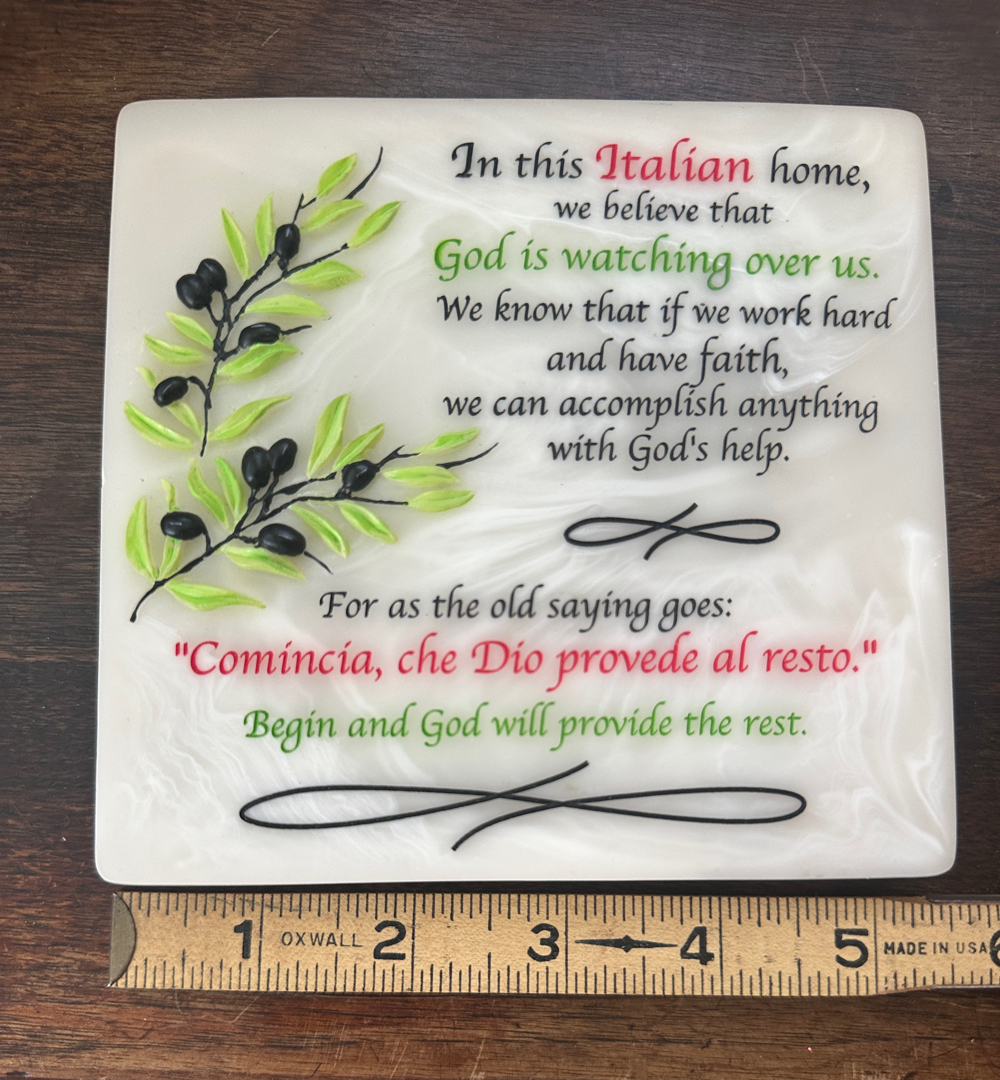 In this Italian home,
we believe that
God is watching over us.
We know that if we work hard
and have faith,
we can accomplish anything
with God's help.
For as the old saying goes:
"Comincia, che Dio provede al resto."
Begin and God will provide the rest.
1 OXWALL 2 3 4 5 MADE IN USA 6